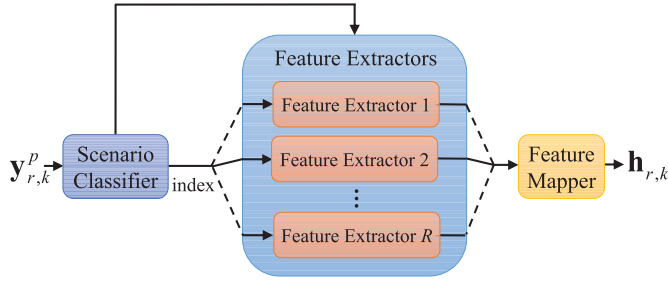 Feature Extractors
Feature Extractor 1
Feature Extractor 2
⋮
Feature Extractor R
y^p_{r,k}
Scenario
Classifier
index
Feature
Mapper
h_{r,k}